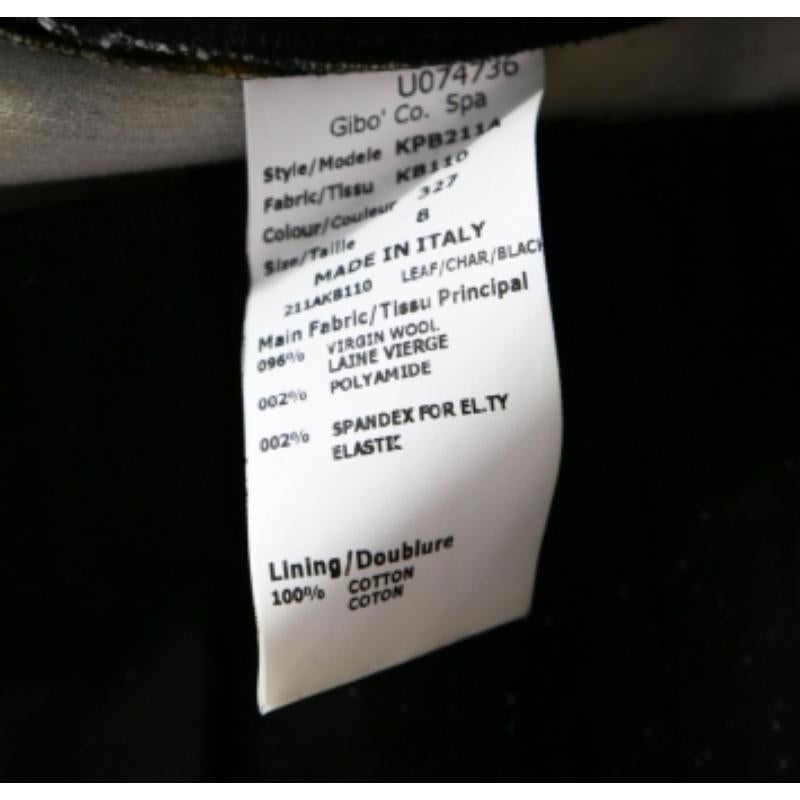 U074736
Gibo' Co. Spa
Style/Modele KPB211A
Fabric/Tissu KB110
Colour/Couleur 327
Size/Taille 8
MADE IN ITALY
211AKB110 LEAF/CHAR/BLACK
Main Fabric/Tissu Principal
096% VIRGIN WOOL
LAINE VIERGE
002% POLYAMIDE
002% SPANDEX FOR EL.TY
ELASTIC
Lining/Doublure
100% COTTON
COTON